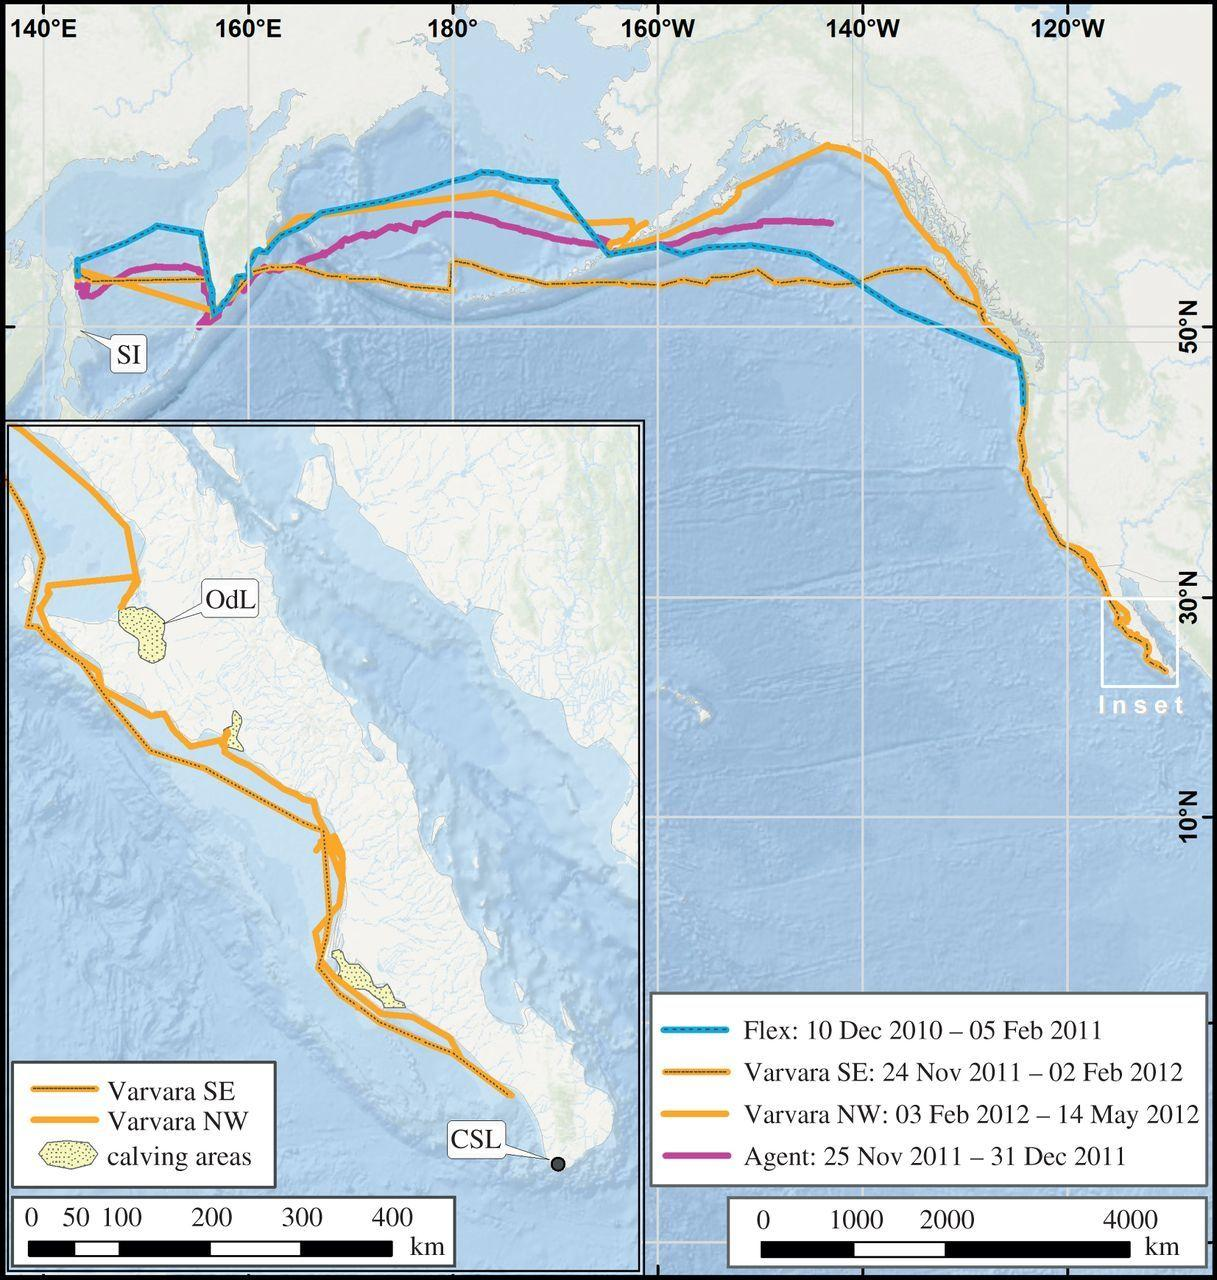 140°E 160°E 180° 160°W 140°W 120°W
50°N
SI
OdL
30°N
Inset
10°N
CSL
Varvara SE
Varvara NW
calving areas
0 50 100 200 300 400
km
Flex: 10 Dec 2010 – 05 Feb 2011
Varvara SE: 24 Nov 2011 – 02 Feb 2012
Varvara NW: 03 Feb 2012 – 14 May 2012
Agent: 25 Nov 2011 – 31 Dec 2011
0 1000 2000 4000
km